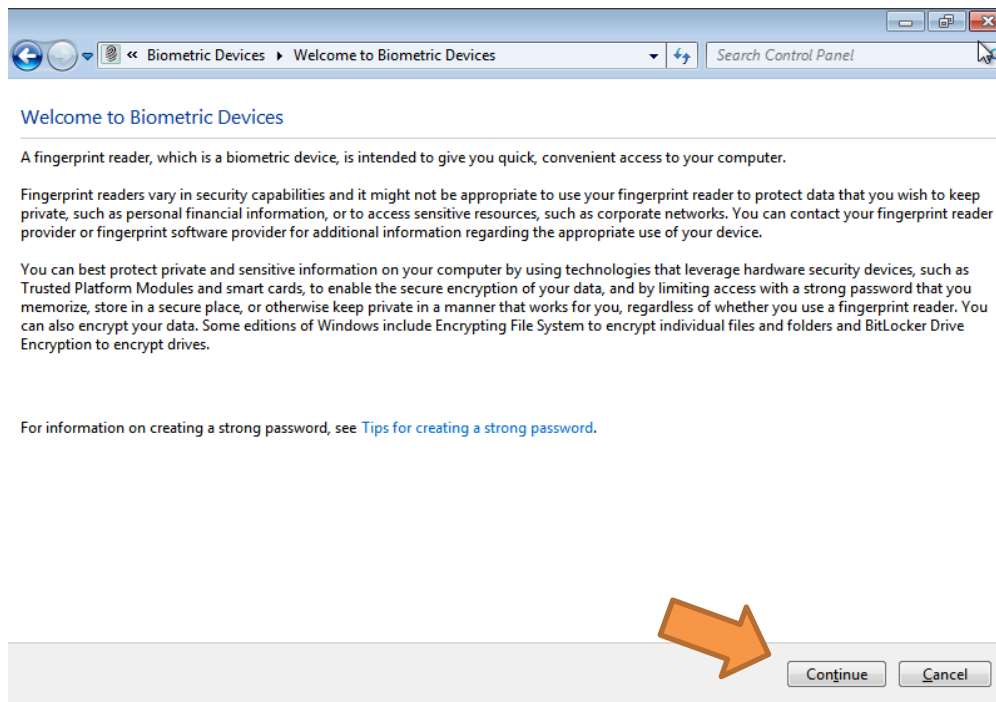 « Biometric Devices ▸ Welcome to Biometric Devices
Search Control Panel
Welcome to Biometric Devices
A fingerprint reader, which is a biometric device, is intended to give you quick, convenient access to your computer.
Fingerprint readers vary in security capabilities and it might not be appropriate to use your fingerprint reader to protect data that you wish to keep
private, such as personal financial information, or to access sensitive resources, such as corporate networks. You can contact your fingerprint reader
provider or fingerprint software provider for additional information regarding the appropriate use of your device.
You can best protect private and sensitive information on your computer by using technologies that leverage hardware security devices, such as
Trusted Platform Modules and smart cards, to enable the secure encryption of your data, and by limiting access with a strong password that you
memorize, store in a secure place, or otherwise keep private in a manner that works for you, regardless of whether you use a fingerprint reader. You
can also encrypt your data. Some editions of Windows include Encrypting File System to encrypt individual files and folders and BitLocker Drive
Encryption to encrypt drives.
For information on creating a strong password, see Tips for creating a strong password.
Continue
Cancel